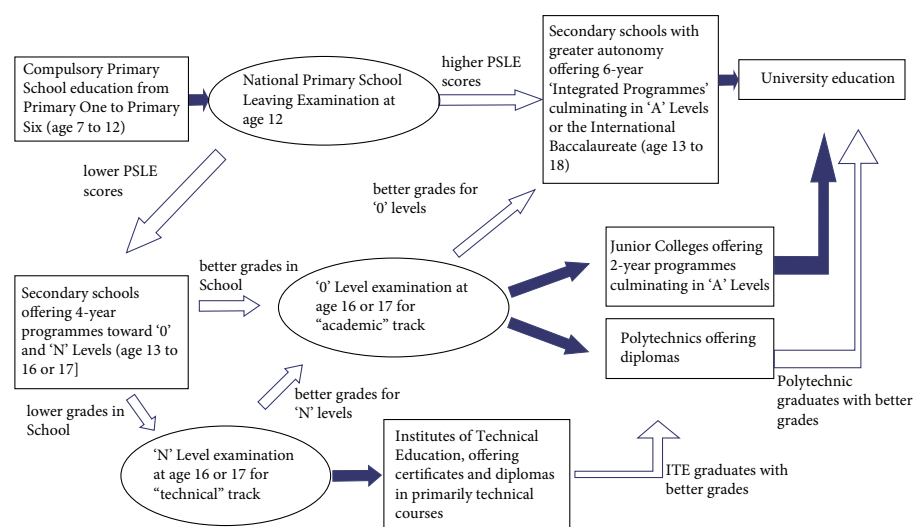 Compulsory Primary
School education from
Primary One to Primary
Six (age 7 to 12)
National Primary School
Leaving Examination at
age 12
higher PSLE
scores
Secondary schools with
greater autonomy
offering 6-year
‘Integrated Programmes’
culminating in ‘A’ Levels
or the International
Baccalaureate (age 13 to
18)
University education
lower PSLE
scores
better grades for
‘0’ levels
Secondary schools
offering 4-year
programmes toward ‘0’
and ‘N’ Levels (age 13 to
16 or 17]
better grades in
School
‘0’ Level examination at
age 16 or 17 for
“academic” track
Junior Colleges offering
2-year programmes
culminating in ‘A’ Levels
Polytechnics offering
diplomas
Polytechnic
graduates with better
grades
lower grades in
School
better grades for
‘N’ levels
‘N’ Level examination
at age 16 or 17 for
“technical” track
Institutes of Technical
Education, offering
certificates and diplomas
in primarily technical
courses
ITE graduates with
better grades